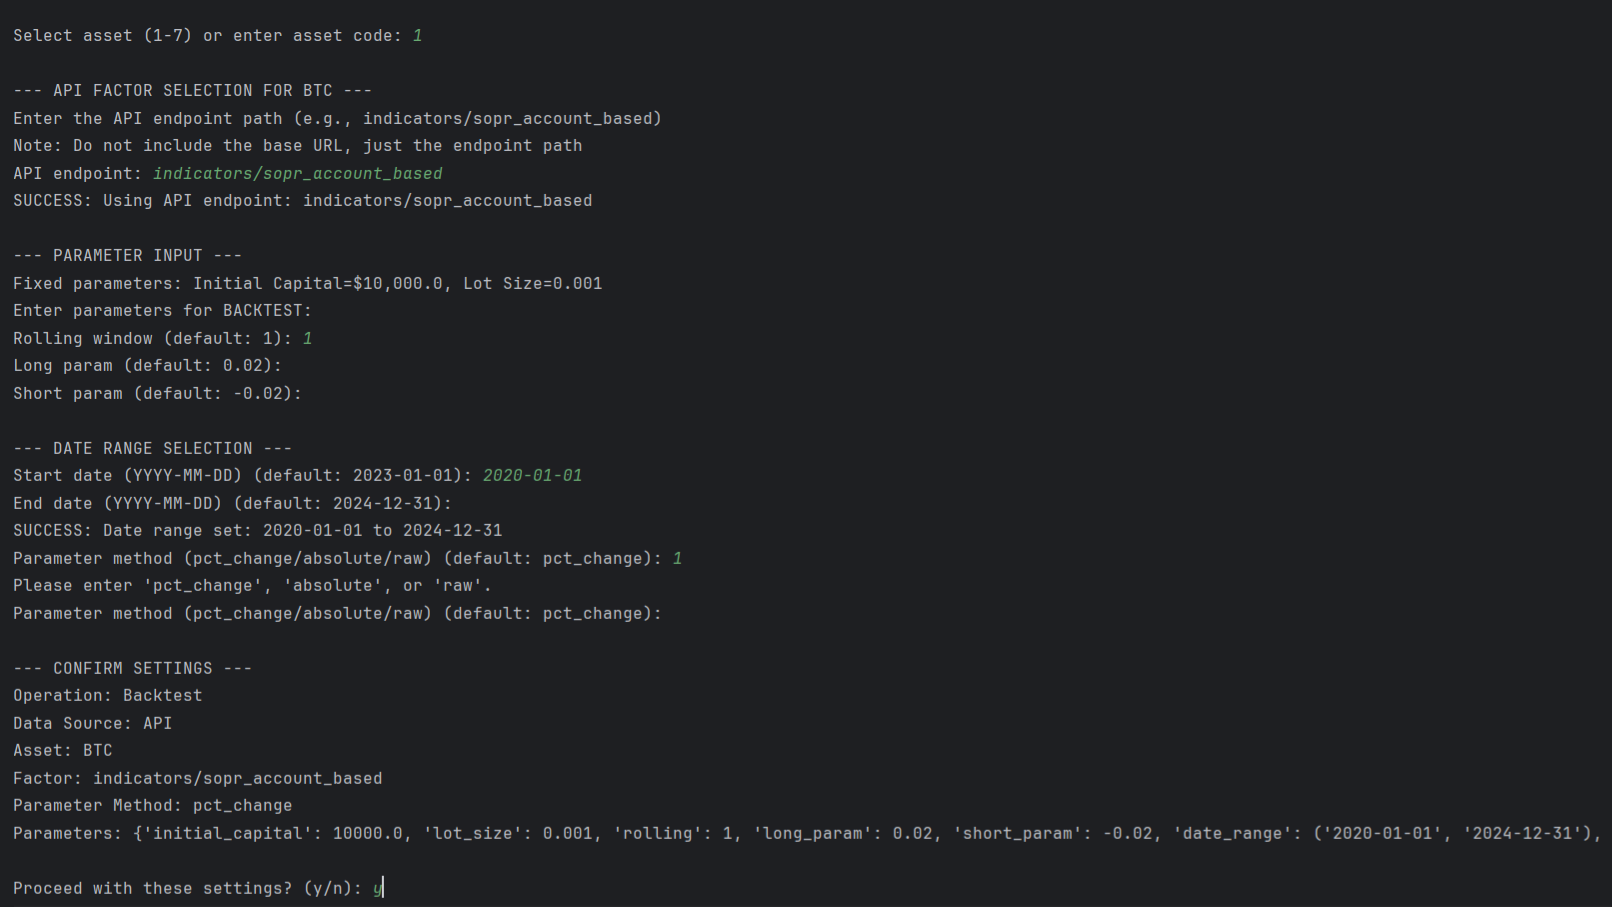 Select asset (1-7) or enter asset code: 1
--- API FACTOR SELECTION FOR BTC ---
Enter the API endpoint path (e.g., indicators/sopr_account_based)
Note: Do not include the base URL, just the endpoint path
API endpoint: indicators/sopr_account_based
SUCCESS: Using API endpoint: indicators/sopr_account_based
--- PARAMETER INPUT ---
Fixed parameters: Initial Capital=$10,000.0, Lot Size=0.001
Enter parameters for BACKTEST:
Rolling window (default: 1): 1
Long param (default: 0.02):
Short param (default: -0.02):
--- DATE RANGE SELECTION ---
Start date (YYYY-MM-DD) (default: 2023-01-01): 2020-01-01
End date (YYYY-MM-DD) (default: 2024-12-31):
SUCCESS: Date range set: 2020-01-01 to 2024-12-31
Parameter method (pct_change/absolute/raw) (default: pct_change): 1
Please enter 'pct_change', 'absolute', or 'raw'.
Parameter method (pct_change/absolute/raw) (default: pct_change):
--- CONFIRM SETTINGS ---
Operation: Backtest
Data Source: API
Asset: BTC
Factor: indicators/sopr_account_based
Parameter Method: pct_change
Parameters: {'initial_capital': 10000.0, 'lot_size': 0.001, 'rolling': 1, 'long_param': 0.02, 'short_param': -0.02, 'date_range': ('2020-01-01', '2024-12-31'),
Proceed with these settings? (y/n): y